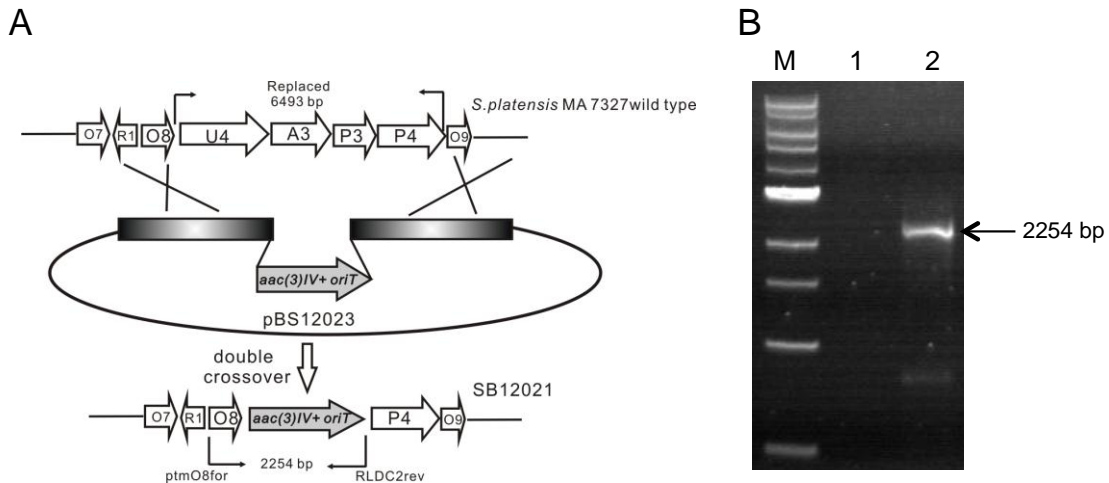 A
Replaced
6493 bp
S.platensis MA 7327wild type
O7 R1 O8 U4 A3 P3 P4 O9
aac(3)IV+ oriT
pBS12023
double
crossover
SB12021
O7 R1 O8 aac(3)IV+ oriT P4 O9
ptmO8for 2254 bp RLDC2rev
B
M 1 2
2254 bp